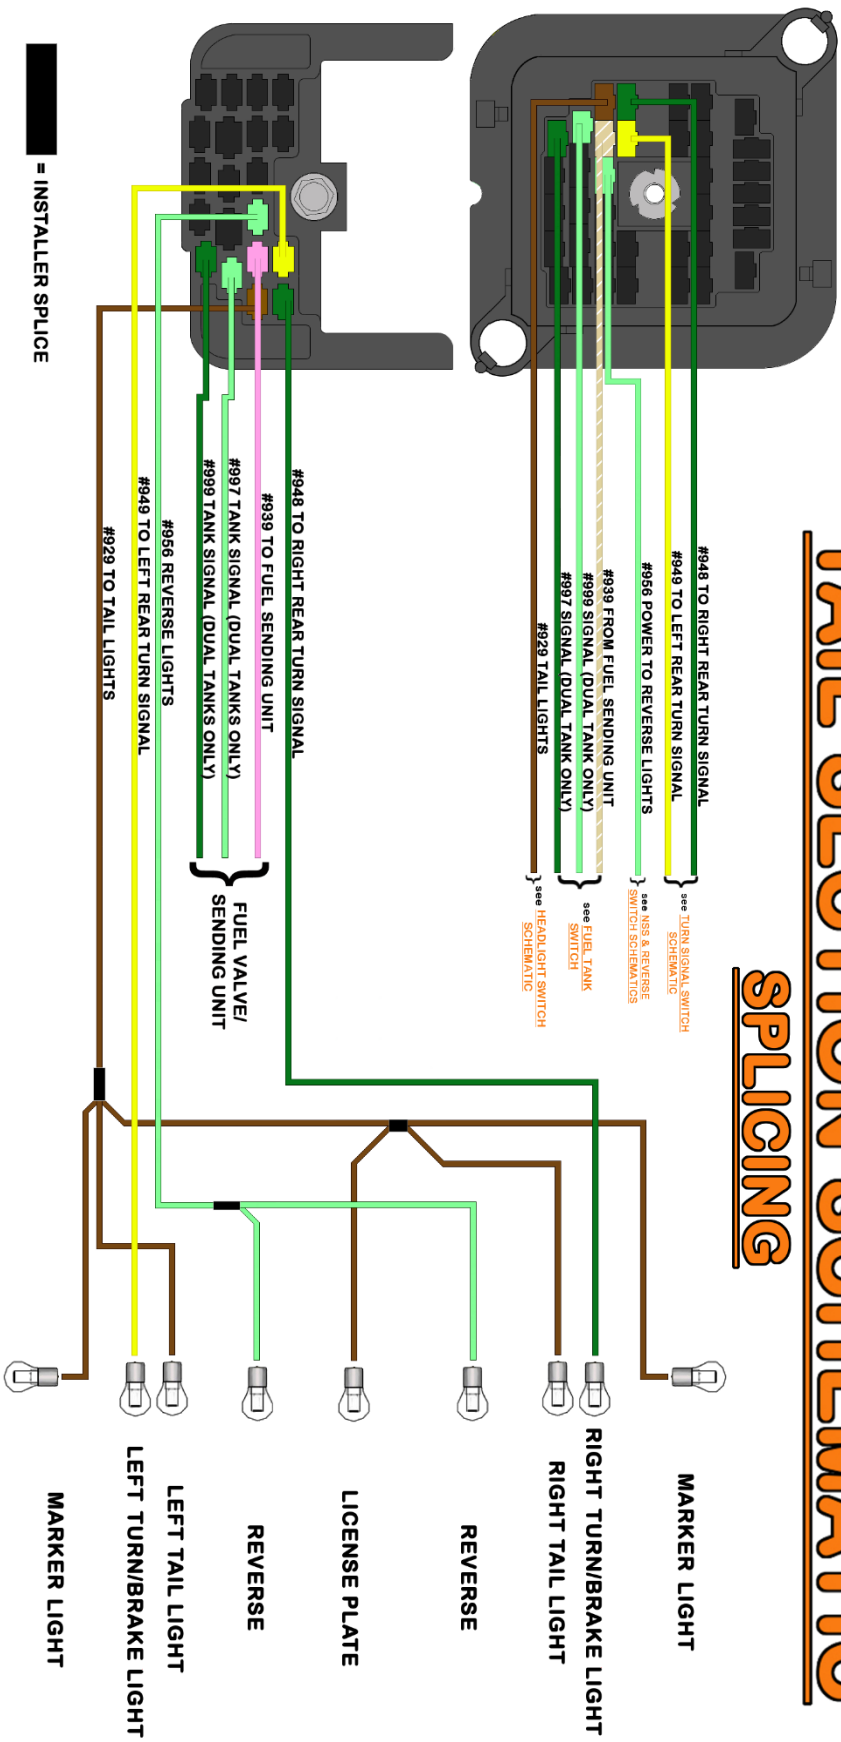 TAIL SECTION SCHEMATIC
SPLICING
#948 TO RIGHT REAR TURN SIGNAL
#949 TO LEFT REAR TURN SIGNAL
see TURN SIGNAL SWITCH
SCHEMATIC
#956 POWER TO REVERSE LIGHTS
see NSS & REVERSE
SWITCH SCHEMATICS
#939 FROM FUEL SENDING UNIT
#999 SIGNAL (DUAL TANK ONLY)
#997 SIGNAL (DUAL TANK ONLY)
see FUEL TANK
SWITCH
#929 TAIL LIGHTS
see HEADLIGHT SWITCH
SCHEMATIC
#948 TO RIGHT REAR TURN SIGNAL
#939 TO FUEL SENDING UNIT
#997 TANK SIGNAL (DUAL TANKS ONLY)
#999 TANK SIGNAL (DUAL TANKS ONLY)
FUEL VALVE/
SENDING UNIT
#956 REVERSE LIGHTS
#949 TO LEFT REAR TURN SIGNAL
#929 TO TAIL LIGHTS
MARKER LIGHT
RIGHT TURN/BRAKE LIGHT
RIGHT TAIL LIGHT
REVERSE
LICENSE PLATE
REVERSE
LEFT TAIL LIGHT
LEFT TURN/BRAKE LIGHT
MARKER LIGHT
= INSTALLER SPLICE